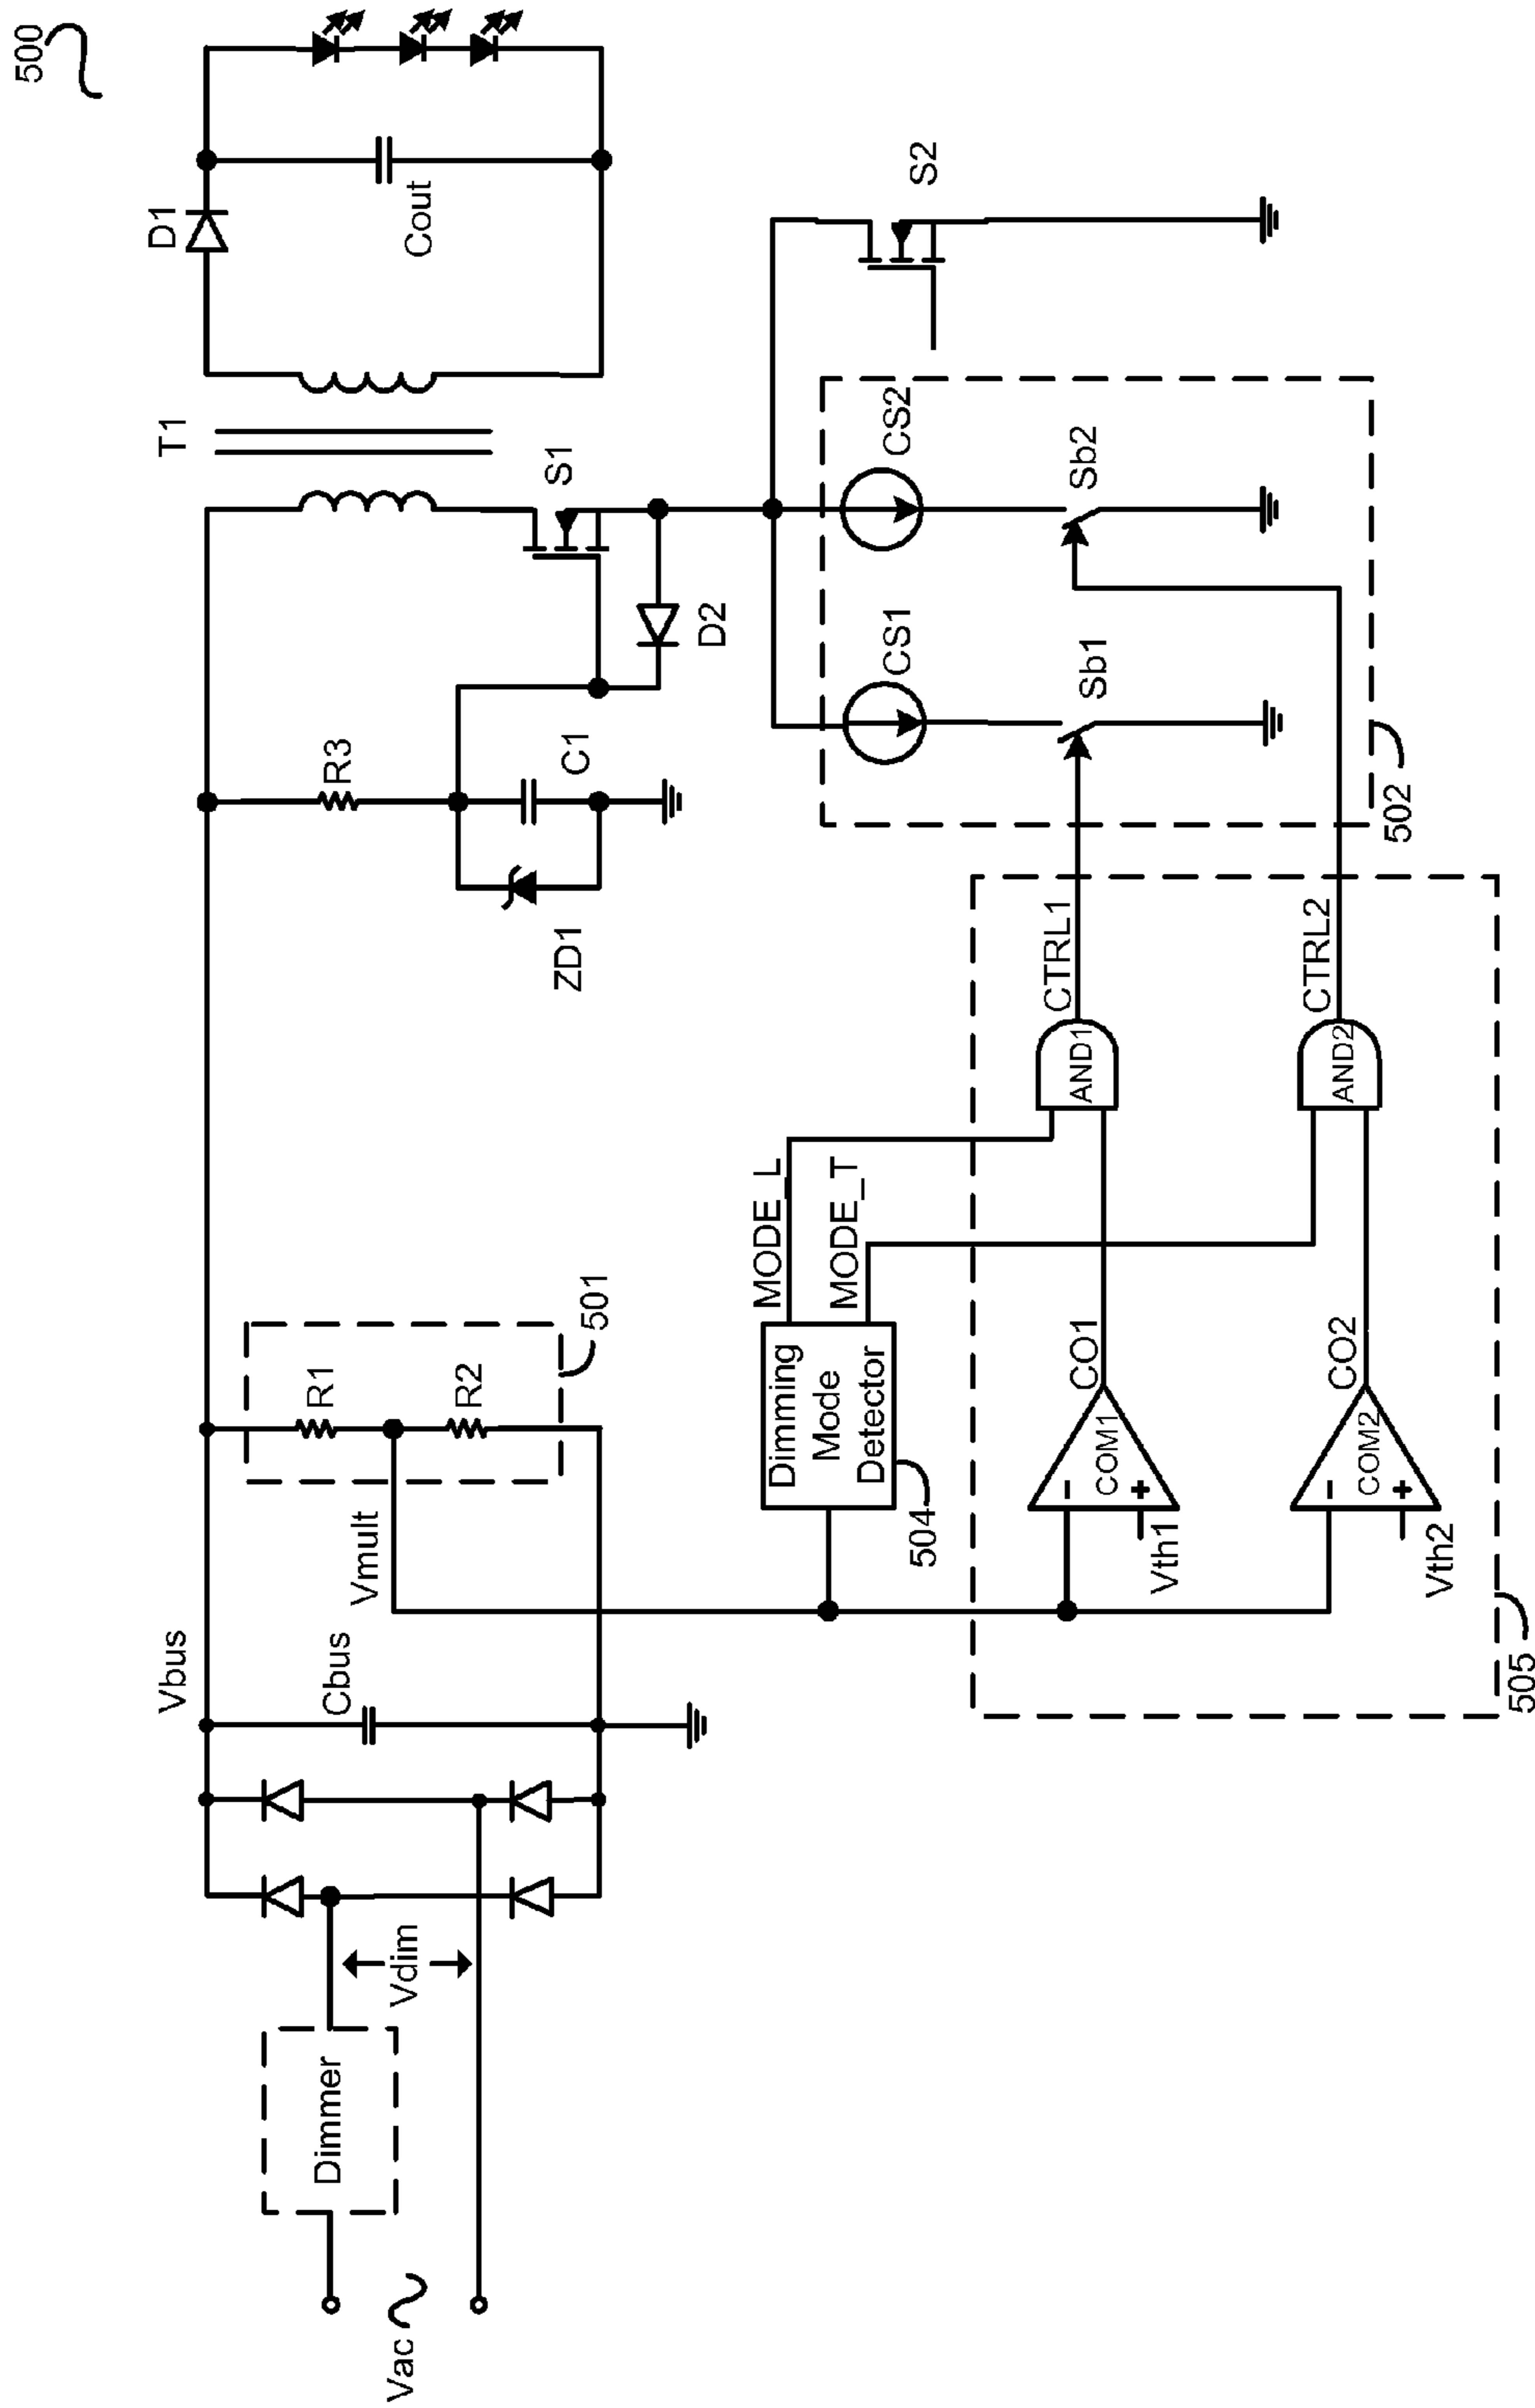 500
D1
Cout
T1
S1
S2
D2
R3
C1
ZD1
CS1
CS2
Sb1
Sb2
502
Vbus
Cbus
Vmult
R1
R2
501
Dimmer
Vdim
Vac
MODE_L
MODE_T
Dimming
Mode
Detector
504
CO1
COM1
-
+
Vth1
AND1
CTRL1
CO2
COM2
-
+
Vth2
AND2
CTRL2
505